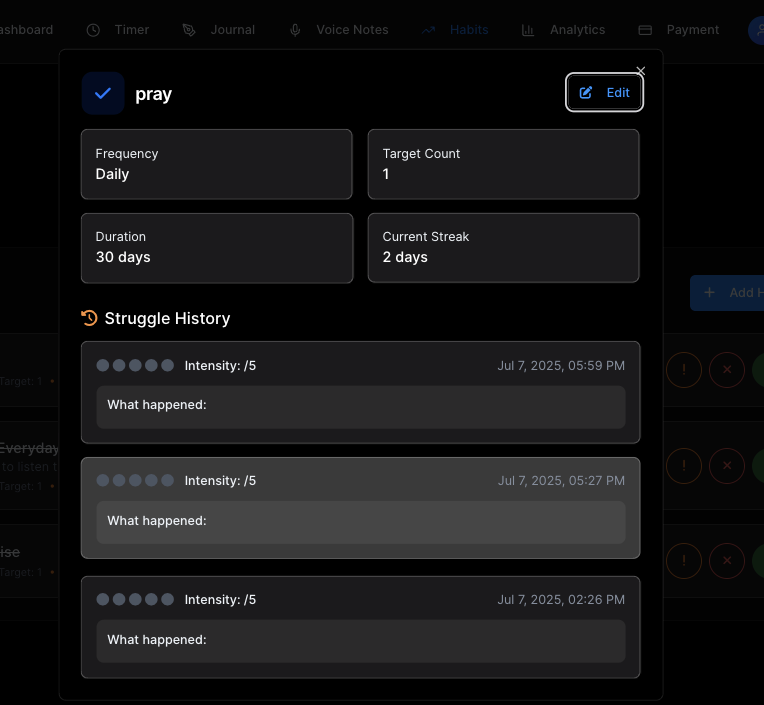 ashboard Timer Journal Voice Notes Habits Analytics Payment
pray
Edit
Frequency
Daily
Target Count
1
Duration
30 days
Current Streak
2 days
Add H
Struggle History
Intensity: /5 Jul 7, 2025, 05:59 PM
What happened:
Target: 1 •
Intensity: /5 Jul 7, 2025, 05:27 PM
What happened:
Everyday
to listen t
Target: 1 •
Intensity: /5 Jul 7, 2025, 02:26 PM
What happened:
ise
Target: 1 •